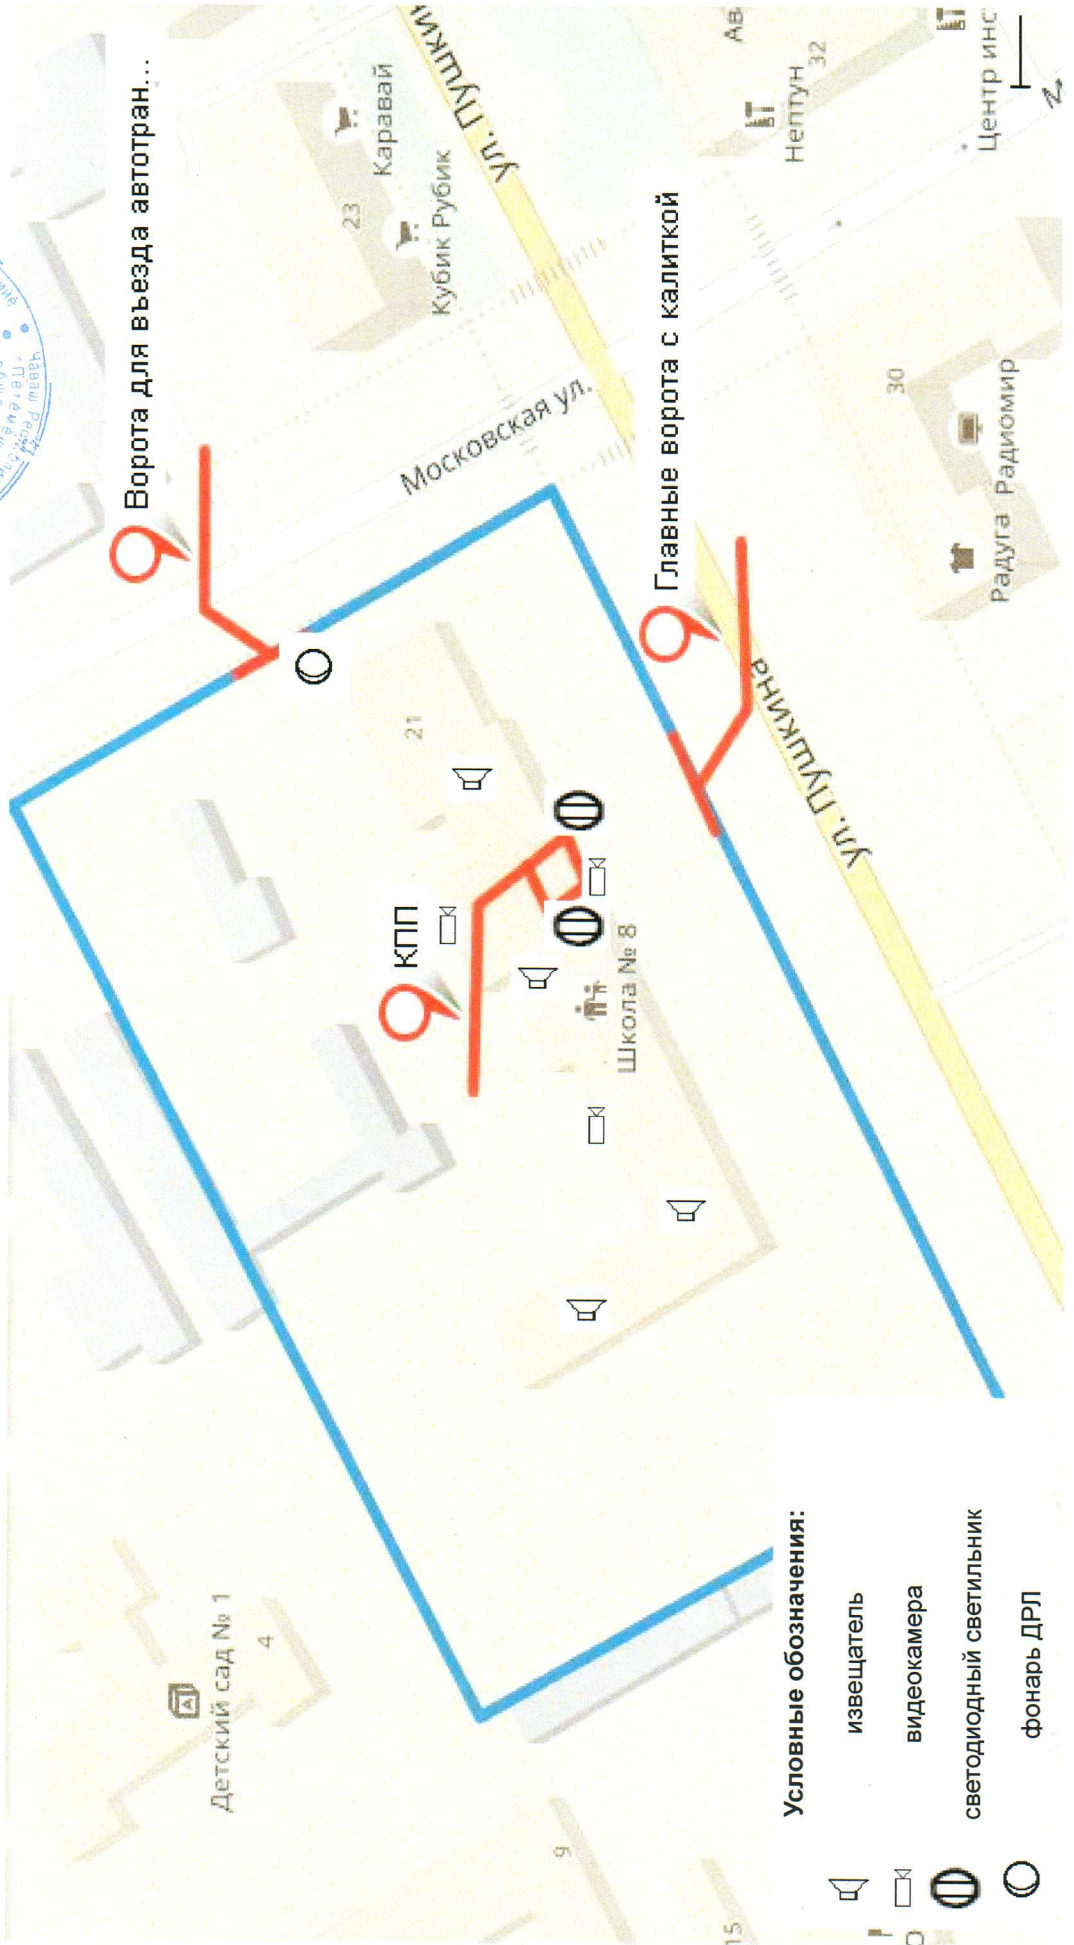 Ворота для въезда автотран...
Каравай
23
Кубик Рубик
ул. Пушкин
Московская ул.
Главные ворота с калиткой
Ав
32
Нептун
Центр инс
30
Радуга
Радиомир
ул. Пушкина
21
КПП
Школа № 8
Детский сад № 1
4
9
15
Условные обозначения:
извещатель
видеокамера
светодиодный светильник
фонарь ДРЛ